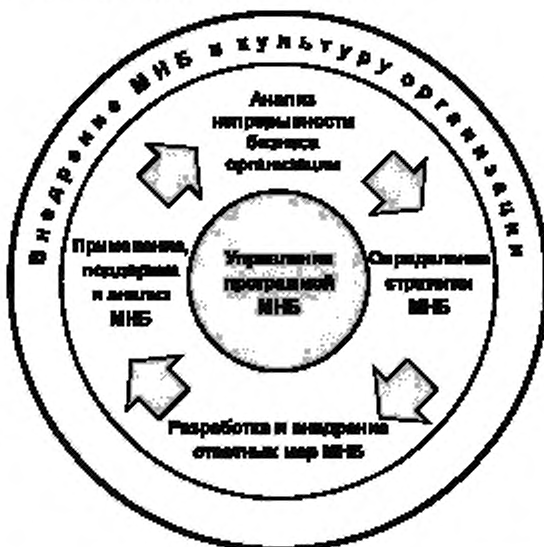 Внедрение МНБ в культуру организации
Анализ
непрерывности
бизнеса
организации
Применение,
поддержка
и анализ
МНБ
Управление
программой
МНБ
Определение
стратегии
МНБ
Разработка и внедрение
ответных мер МНБ